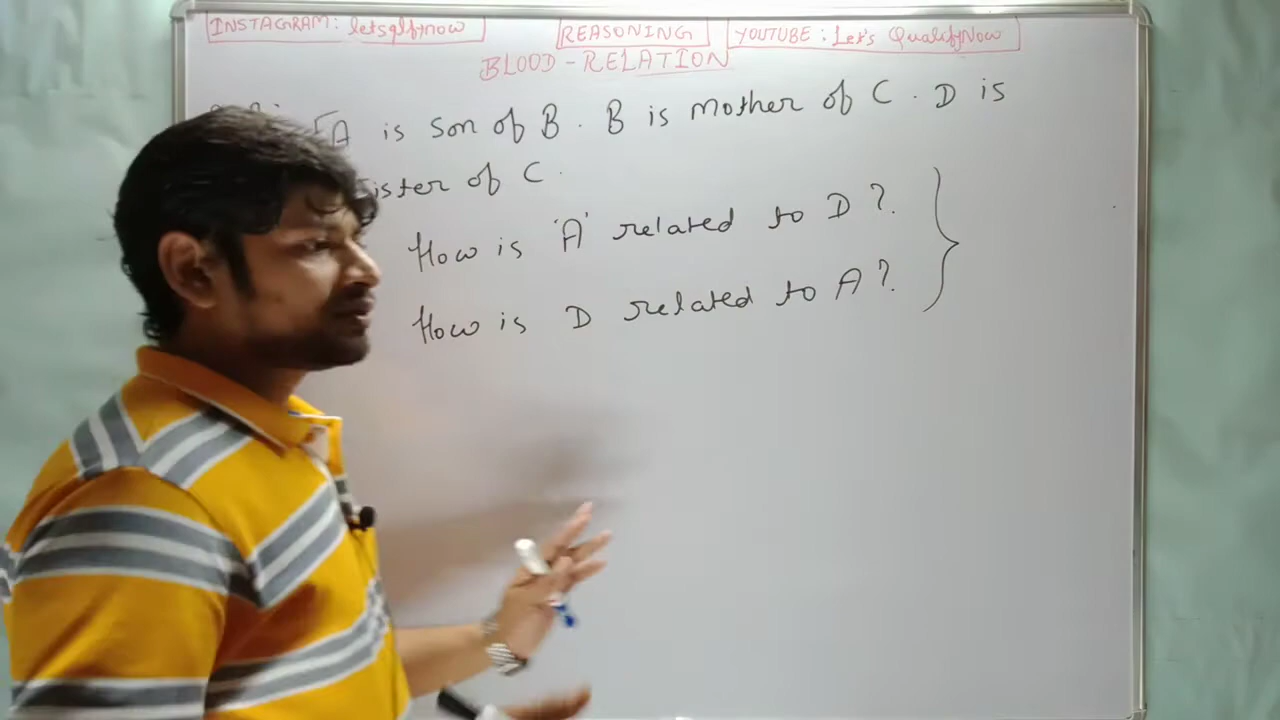 INSTAGRAM: letsqlfynow
REASONING
YOUTUBE: Let's QualifyNow
BLOOD-RELATION
A is son of B. B is mother of C. D is
sister of C.
How is 'A' related to D?
How is D related to A?